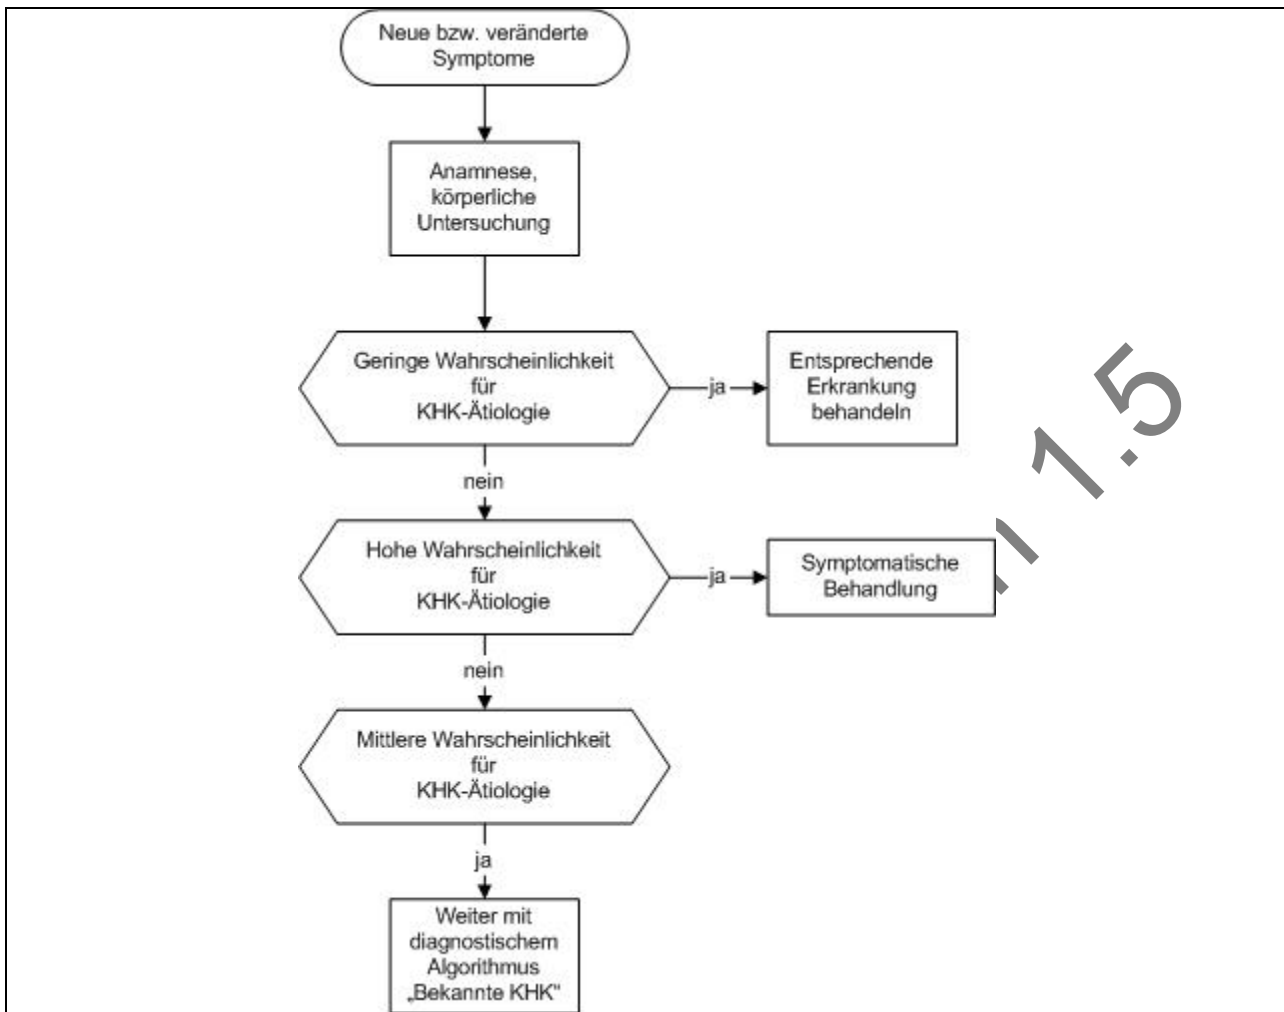 Neue bzw. veränderte
Symptome
Anamnese,
körperliche
Untersuchung
Geringe Wahrscheinlichkeit
für
KHK-Ätiologie
ja
Entsprechende
Erkrankung
behandeln
nein
Hohe Wahrscheinlichkeit
für
KHK-Ätiologie
ja
Symptomatische
Behandlung
nein
Mittlere Wahrscheinlichkeit
für
KHK-Ätiologie
ja
Weiter mit
diagnostischem
Algorithmus
„Bekannte KHK"
1.5